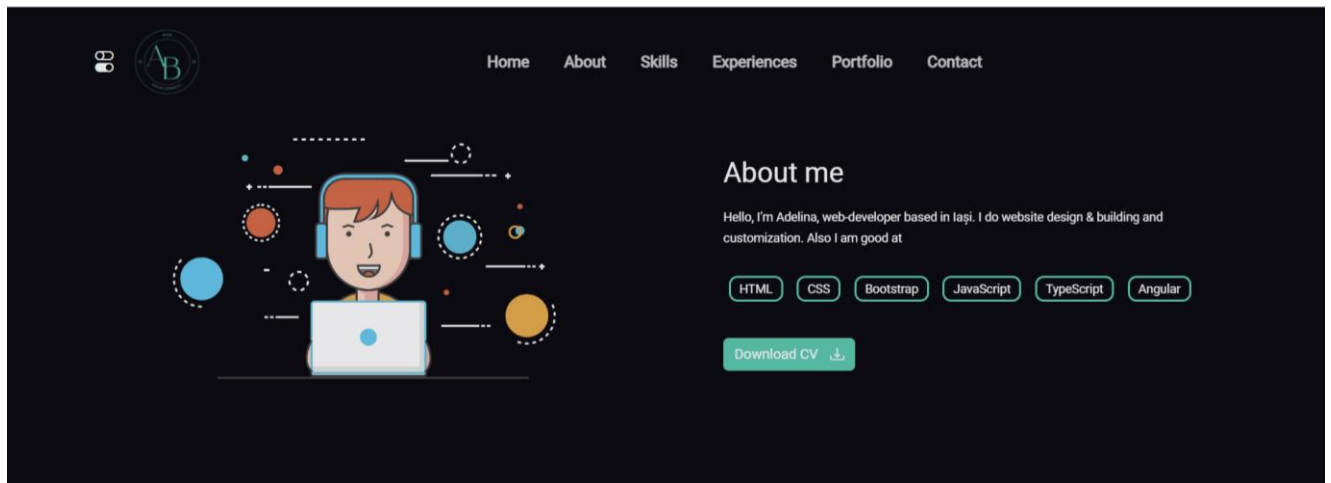 AB
Home About Skills Experiences Portfolio Contact
About me
Hello, I'm Adelina, web-developer based in Iași. I do website design & building and
customization. Also I am good at
HTML CSS Bootstrap JavaScript TypeScript Angular
Download CV